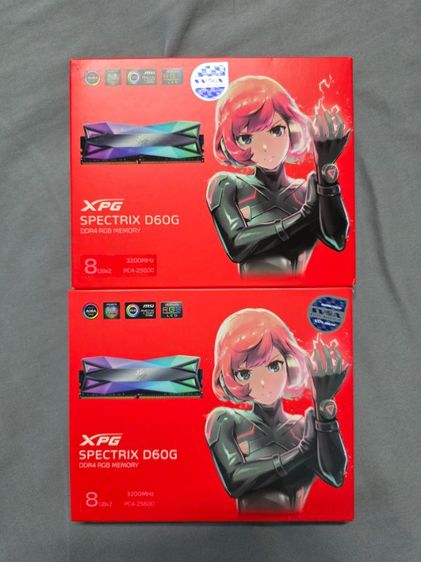 XPG
SPECTRIX D60G
DDR4 RGB MEMORY
8 GBx2
3200MHz
PC4-25600
XPG
SPECTRIX D60G
DDR4 RGB MEMORY
8 GBx2
3200MHz
PC4-25600